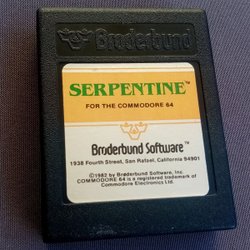 Brøderbund
SERPENTINE™
FOR THE COMMODORE 64
Brøderbund Software™
1938 Fourth Street, San Rafael, California 94901
©1982 by Brøderbund Software, Inc.
COMMODORE 64 is a registered trademark of
Commodore Electronics Ltd.